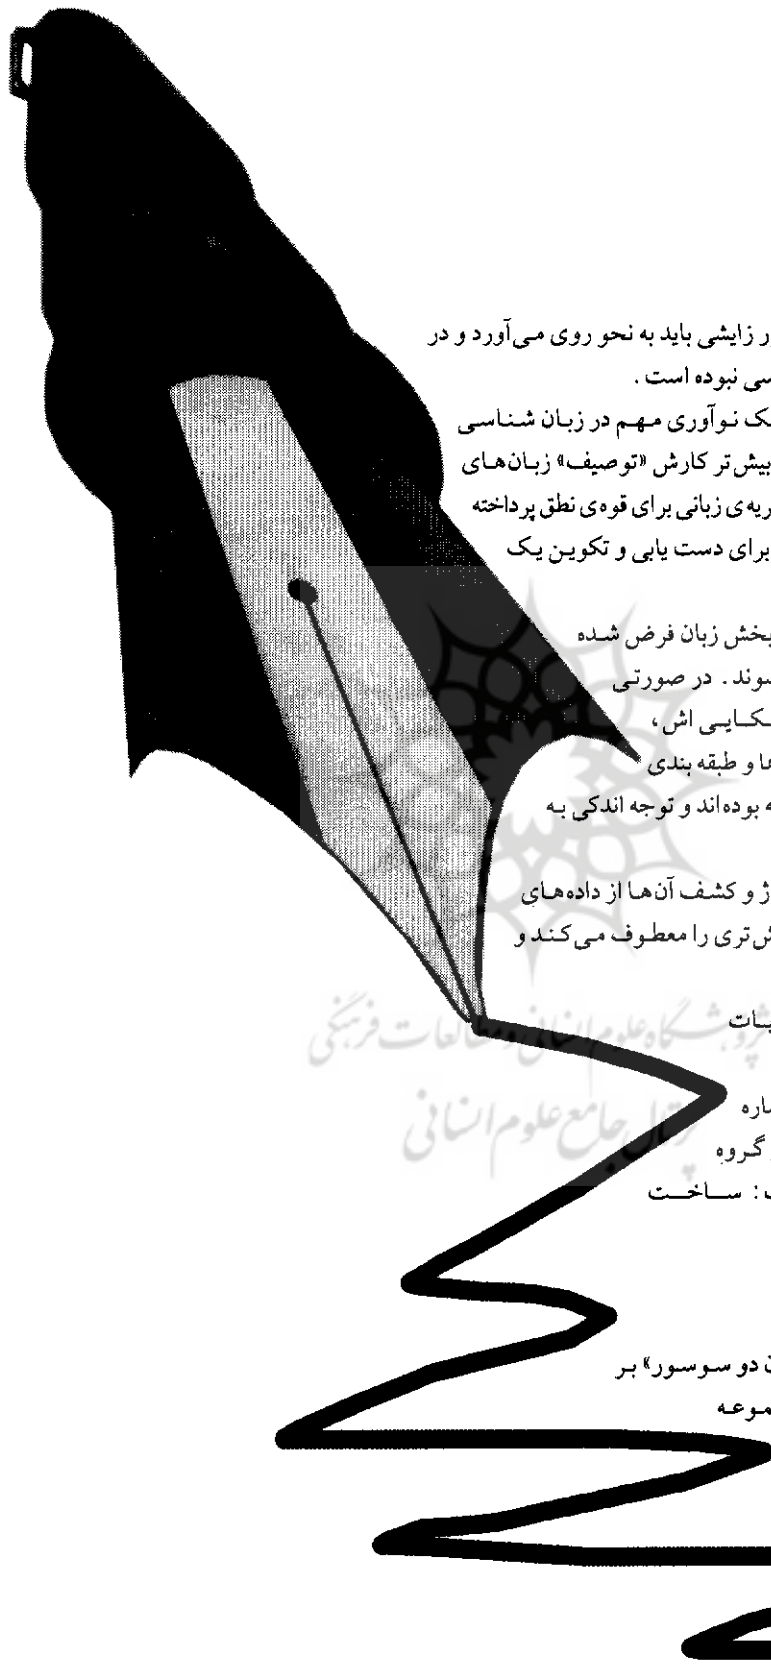 ر زایشی باید به نحو روی می‌آورد و در
سی نبوده است.
ک نوآوری مهم در زبان شناسی
بیش‌تر کارش «توصیف» زبان‌های
ریه‌ی زبانی برای قوه‌ی نطق پرداخته
برای دست یابی و تکوین یک
بخش زبان فرض شده
وند. در صورتی
کایی اش،
ها و طبقه بندی
ه بوده‌اند و توجه اندکی به
ژ و کشف آن‌ها از داده‌های
ش‌تری را معطوف می‌کند و
یات
پژوهشگاه علوم انسانی و مطالعات فرهنگی
اره
پرتال جامع علوم انسانی
گروه
: ساخت
ن دو سوسور» بر
موعه